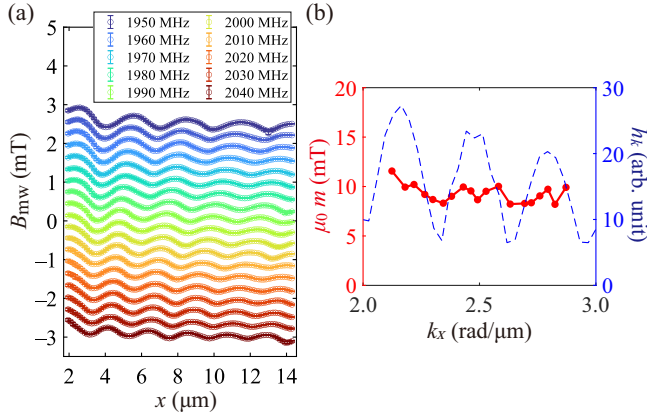 (a)
1950 MHz 2000 MHz
1960 MHz 2010 MHz
1970 MHz 2020 MHz
1980 MHz 2030 MHz
1990 MHz 2040 MHz
5
4
3
2
1
0
−1
−2
−3
B_mw (mT)
2 4 6 8 10 12 14
x (μm)
(b)
20
15
10
5
0
μ₀ m (mT)
30
20
10
0
h_k (arb. unit)
2.0 2.5 3.0
k_x (rad/μm)